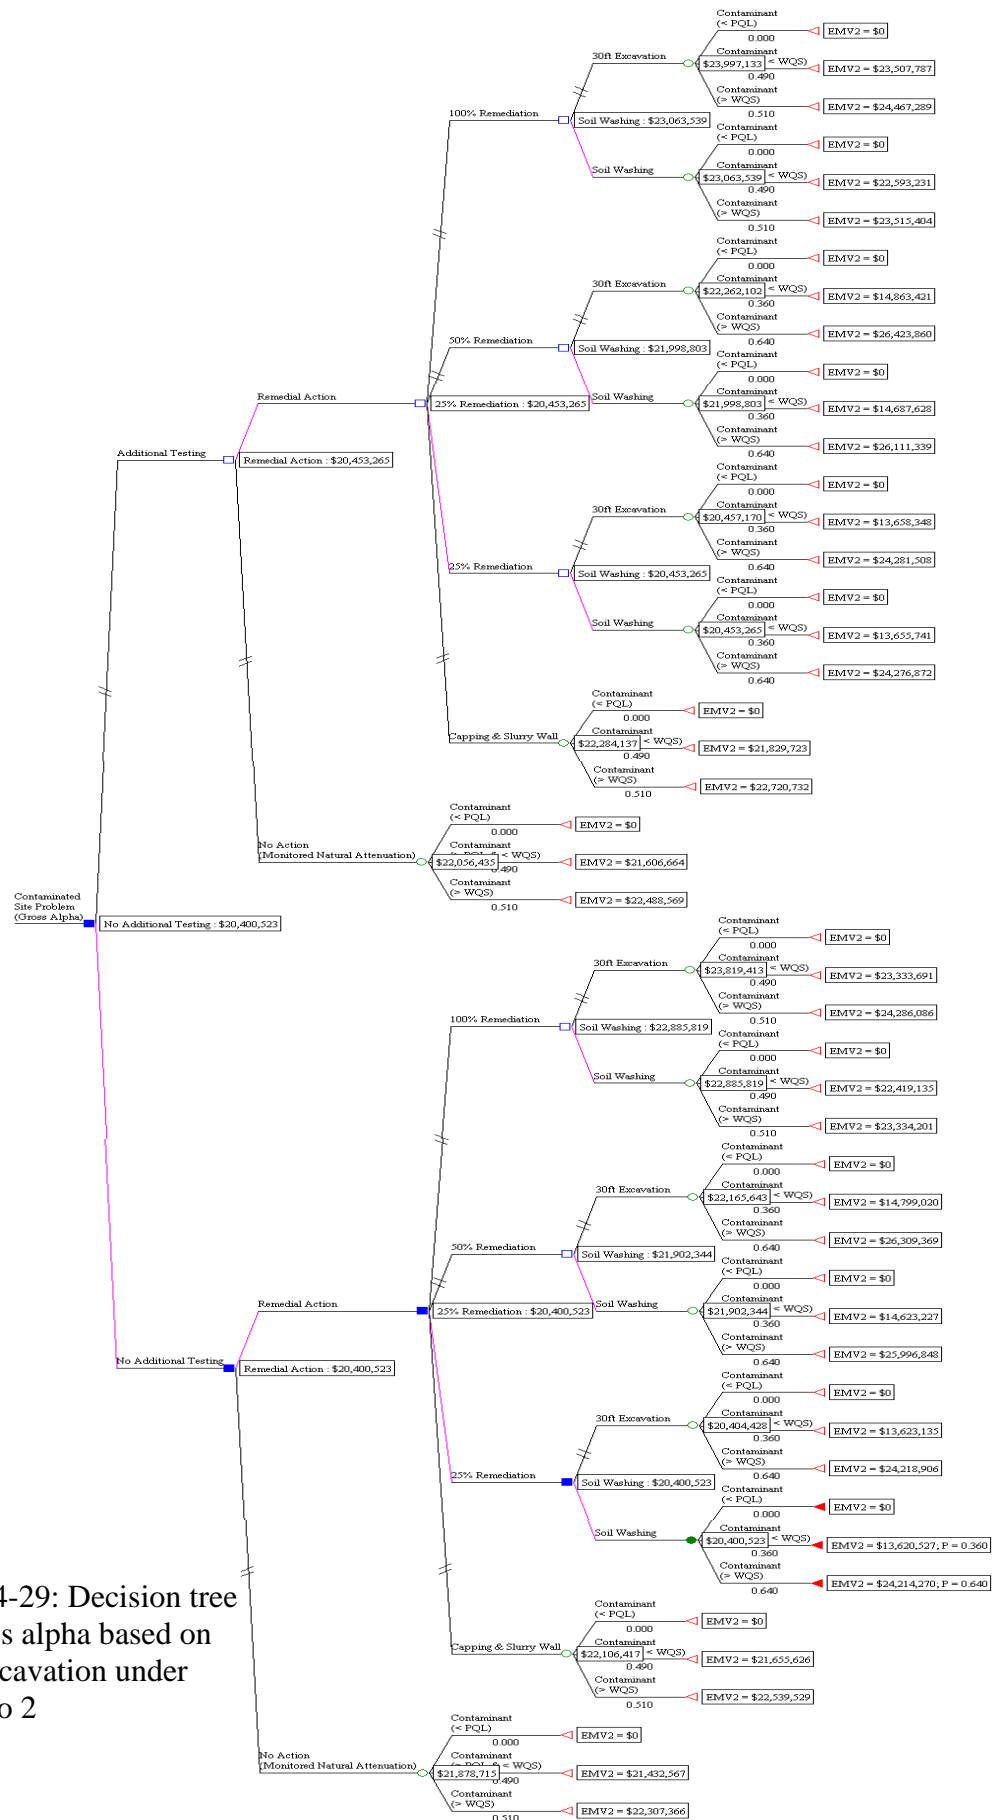 Contaminant
(< PQL)
0.000
EMV2 = $0
30ft Excavation
Contaminant
$23,997,133 < WQS)
0.490
EMV2 = $23,507,787
Contaminant
(> WQS)
0.510
EMV2 = $24,467,289
100% Remediation
Soil Washing : $23,063,539
Contaminant
(< PQL)
0.000
EMV2 = $0
Soil Washing
Contaminant
$23,063,539 < WQS)
0.490
EMV2 = $22,593,231
Contaminant
(> WQS)
0.510
EMV2 = $23,515,404
Contaminant
(< PQL)
0.000
EMV2 = $0
30ft Excavation
Contaminant
$22,262,102 < WQS)
0.360
EMV2 = $14,863,421
Contaminant
(> WQS)
0.640
EMV2 = $26,423,860
50% Remediation
Soil Washing : $21,998,803
Contaminant
(< PQL)
0.000
EMV2 = $0
Soil Washing
Contaminant
$21,998,803 < WQS)
0.360
EMV2 = $14,687,628
Contaminant
(> WQS)
0.640
EMV2 = $26,111,339
Remedial Action
25% Remediation : $20,453,265
Additional Testing
Remedial Action : $20,453,265
Contaminant
(< PQL)
0.000
EMV2 = $0
30ft Excavation
Contaminant
$20,457,170 < WQS)
0.360
EMV2 = $13,658,348
Contaminant
(> WQS)
0.640
EMV2 = $24,281,508
25% Remediation
Soil Washing : $20,453,265
Contaminant
(< PQL)
0.000
EMV2 = $0
Soil Washing
Contaminant
$20,453,265 < WQS)
0.360
EMV2 = $13,655,741
Contaminant
(> WQS)
0.640
EMV2 = $24,276,872
Contaminant
(< PQL)
0.000
EMV2 = $0
Capping & Slurry Wall
Contaminant
$22,284,137 < WQS)
0.490
EMV2 = $21,829,723
Contaminant
(> WQS)
0.510
EMV2 = $22,720,732
Contaminant
(< PQL)
0.000
EMV2 = $0
No Action
(Monitored Natural Attenuation)
Contaminant
$22,056,435 < WQS)
0.490
EMV2 = $21,606,664
Contaminant
(> WQS)
0.510
EMV2 = $22,488,569
Contaminated
Site Problem
(Gross Alpha)
No Additional Testing : $20,400,523
Contaminant
(< PQL)
0.000
EMV2 = $0
30ft Excavation
Contaminant
$23,819,413 < WQS)
0.490
EMV2 = $23,333,691
Contaminant
(> WQS)
0.510
EMV2 = $24,286,086
100% Remediation
Soil Washing : $22,885,819
Contaminant
(< PQL)
0.000
EMV2 = $0
Soil Washing
Contaminant
$22,885,819 < WQS)
0.490
EMV2 = $22,419,135
Contaminant
(> WQS)
0.510
EMV2 = $23,334,201
Contaminant
(< PQL)
0.000
EMV2 = $0
30ft Excavation
Contaminant
$22,165,643 < WQS)
0.360
EMV2 = $14,799,020
Contaminant
(> WQS)
0.640
EMV2 = $26,309,369
50% Remediation
Soil Washing : $21,902,344
Contaminant
(< PQL)
0.000
EMV2 = $0
Soil Washing
Contaminant
$21,902,344 < WQS)
0.360
EMV2 = $14,623,227
Contaminant
(> WQS)
0.640
EMV2 = $25,996,848
Remedial Action
25% Remediation : $20,400,523
No Additional Testing
Remedial Action : $20,400,523
Contaminant
(< PQL)
0.000
EMV2 = $0
30ft Excavation
Contaminant
$20,404,428 < WQS)
0.360
EMV2 = $13,623,135
Contaminant
(> WQS)
0.640
EMV2 = $24,218,906
25% Remediation
Soil Washing : $20,400,523
Contaminant
(< PQL)
0.000
EMV2 = $0
Soil Washing
Contaminant
$20,400,523 < WQS)
0.360
EMV2 = $13,620,527; P = 0.360
Contaminant
(> WQS)
0.640
EMV2 = $24,214,270; P = 0.640
Contaminant
(< PQL)
0.000
EMV2 = $0
Capping & Slurry Wall
Contaminant
$22,106,417 < WQS)
0.490
EMV2 = $21,655,626
Contaminant
(> WQS)
0.510
EMV2 = $22,539,529
Contaminant
(< PQL)
0.000
EMV2 = $0
No Action
(Monitored Natural Attenuation)
Contaminant
$21,878,715 < WQS)
0.490
EMV2 = $21,432,567
Contaminant
(> WQS)
0.510
EMV2 = $22,307,366
4-29: Decision tree
s alpha based on
cavation under
o 2